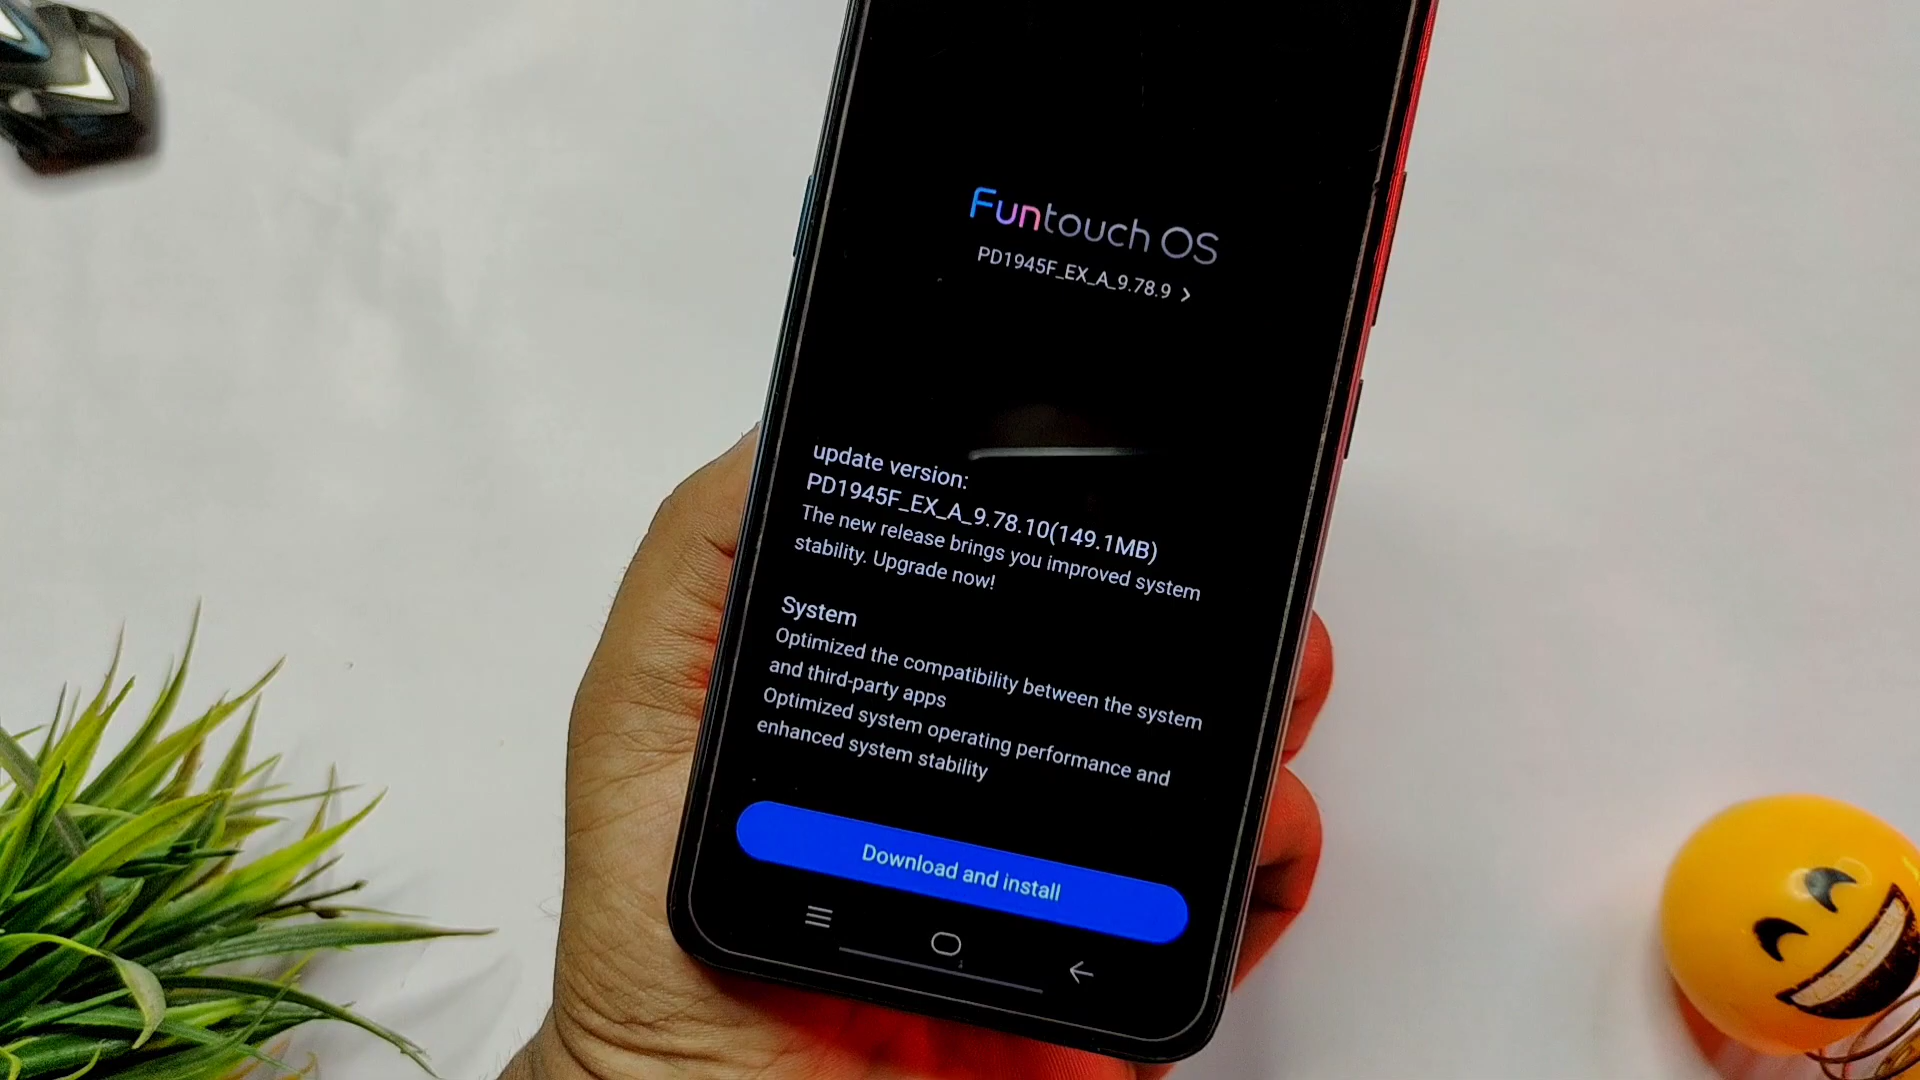 Funtouch OS
PD1945F_EX_A_9.78.9 >
update version:
PD1945F_EX_A_9.78.10(149.1MB)
The new release brings you improved system
stability. Upgrade now!
System
Optimized the compatibility between the system
and third-party apps
Optimized system operating performance and
enhanced system stability
Download and install